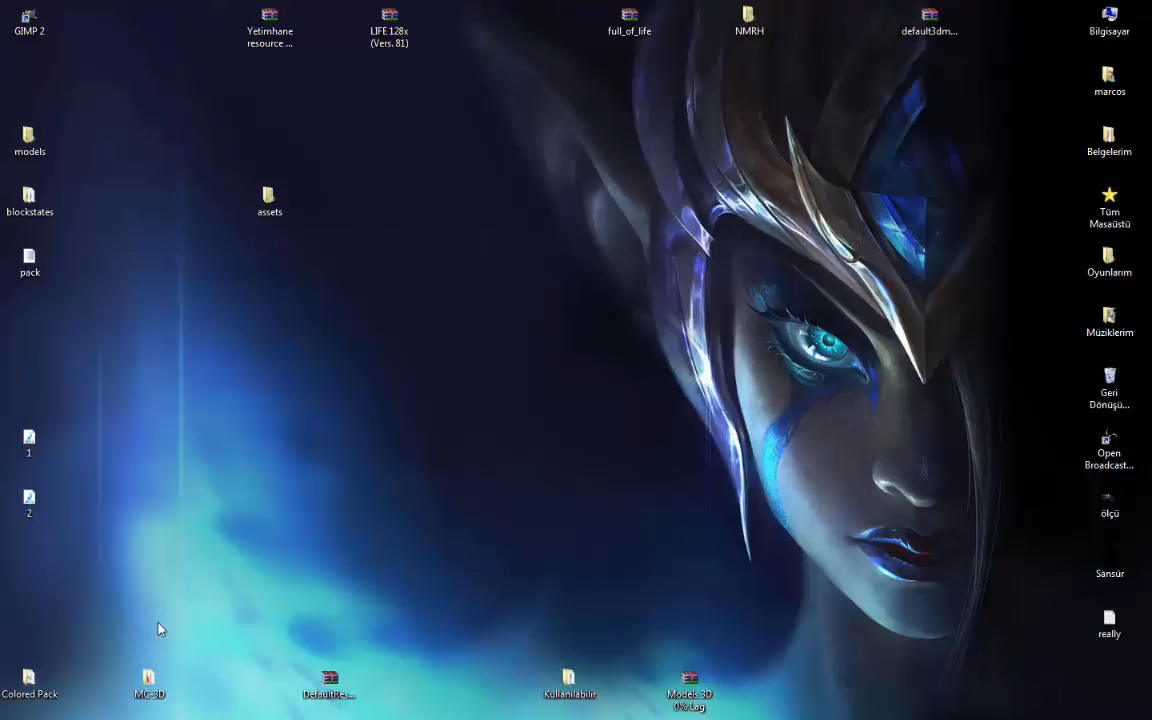 GIMP 2
Yetimhane
resource ...
LIFE 128x
(Vers. 81)
full_of_life
NMRH
default3dm...
Bilgisayar
marcos
models
Belgelerim
blockstates
assets
Tüm
Masaüstü
pack
Oyunlarım
Müziklerim
Geri
Dönüşü...
1
Open
Broadcast...
2
ölçü
Sansür
really
Colored Pack
MC-3D
DefaultRes...
Kullanılabilir
Models 3D
0% Lag